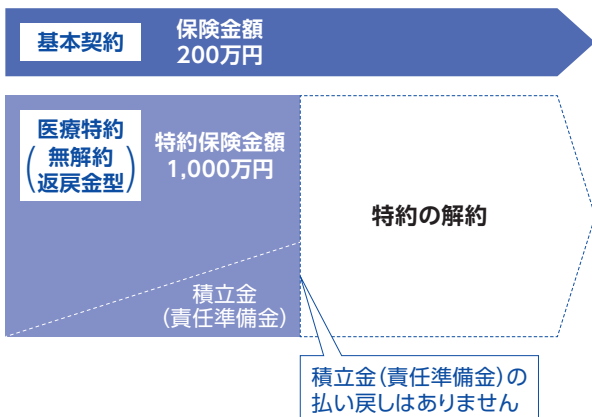 基本契約
保険金額
200万円
医療特約
(無解約
返戻金型)
特約保険金額
1,000万円
特約の解約
積立金
(責任準備金)
積立金(責任準備金)の
払い戻しはありません